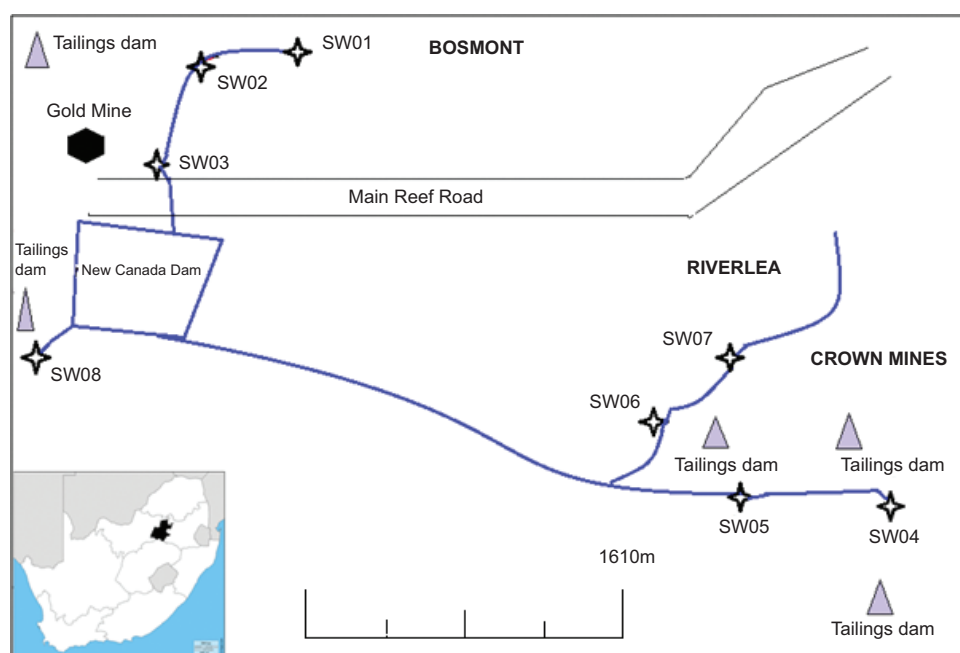 Tailings dam
SW01
BOSMONT
SW02
Gold Mine
SW03
Main Reef Road
Tailings
dam
New Canada Dam
RIVERLEA
SW07
CROWN MINES
SW08
SW06
Tailings dam
Tailings dam
SW05
SW04
1610m
Tailings dam